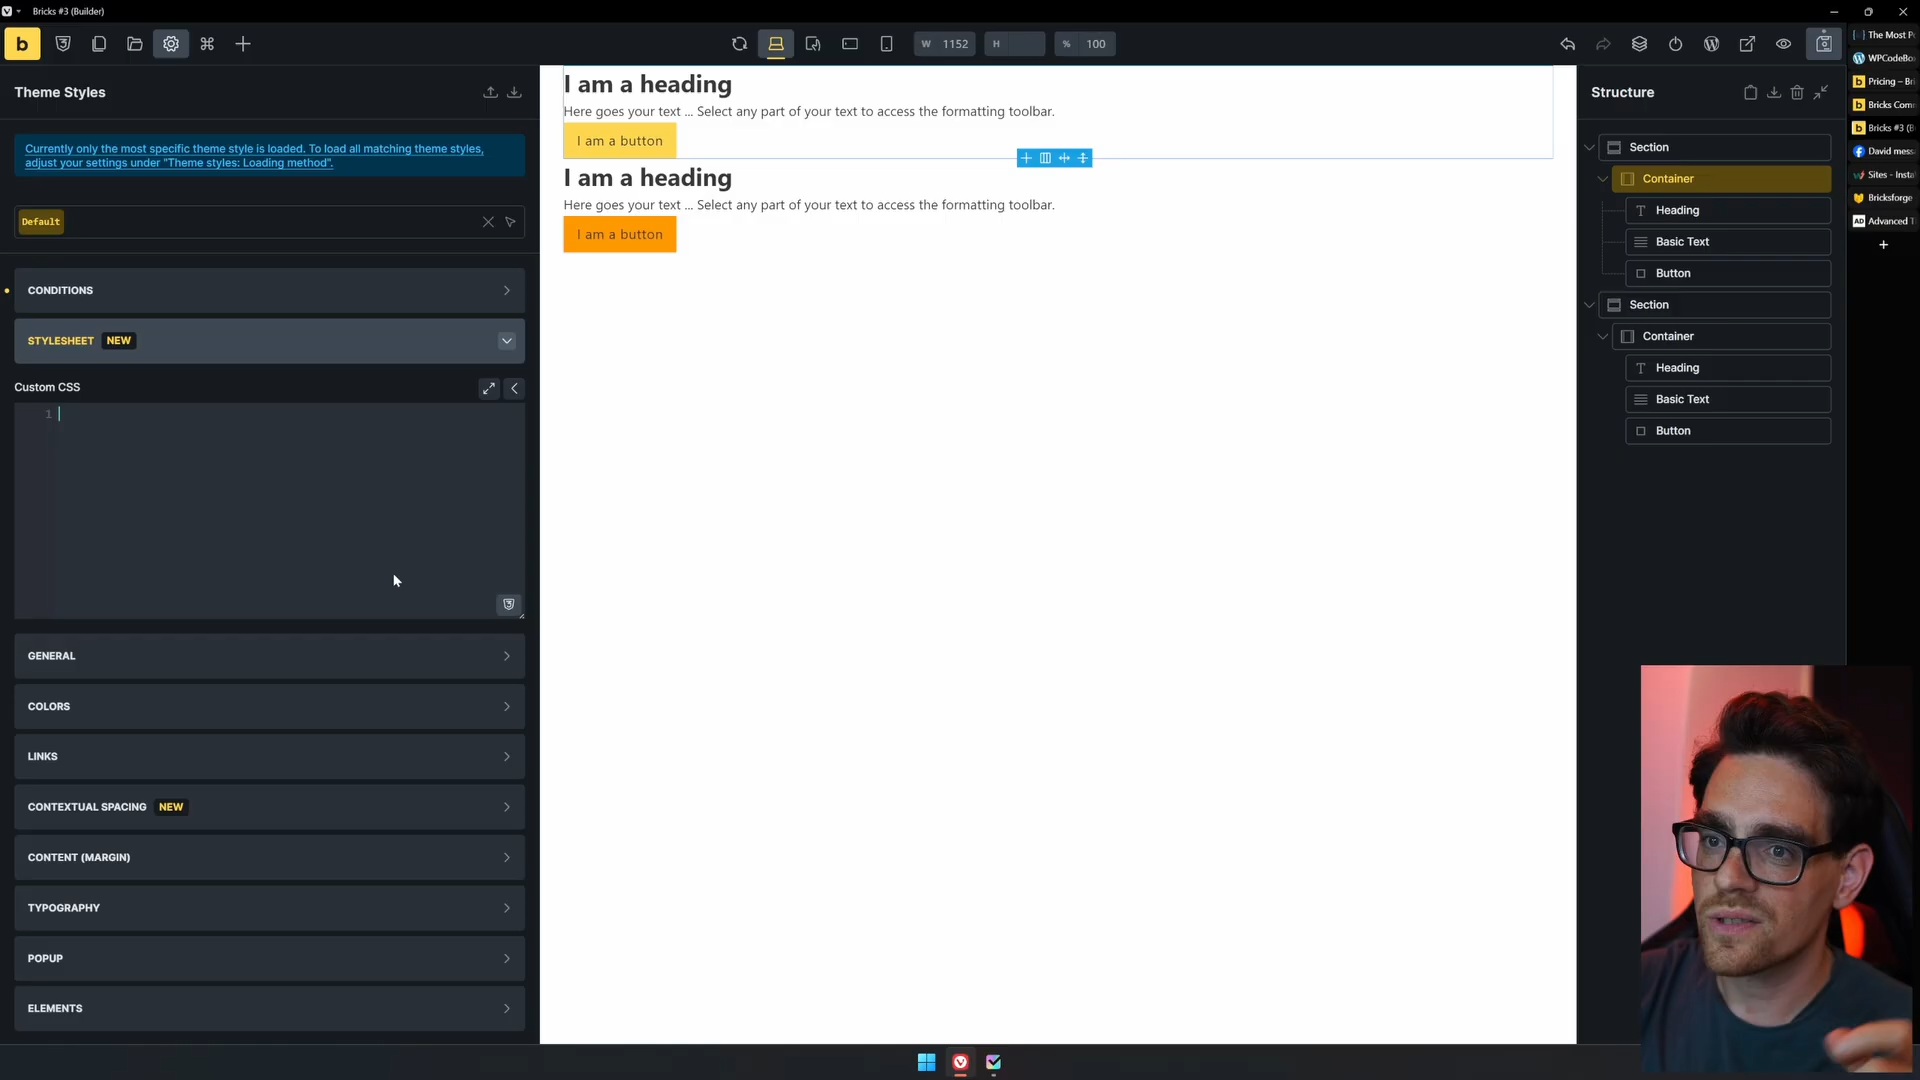 Bricks #3 (Builder)
b
W 1152
H
% 100
Theme Styles
Currently only the most specific theme style is loaded. To load all matching theme styles,
adjust your settings under "Theme styles: Loading method".
Default
CONDITIONS
STYLESHEET NEW
Custom CSS
1
GENERAL
COLORS
LINKS
CONTEXTUAL SPACING NEW
CONTENT (MARGIN)
TYPOGRAPHY
POPUP
ELEMENTS
I am a heading
Here goes your text ... Select any part of your text to access the formatting toolbar.
I am a button
I am a heading
Here goes your text ... Select any part of your text to access the formatting toolbar.
I am a button
Structure
Section
Container
Heading
Basic Text
Button
Section
Container
Heading
Basic Text
Button
The Most P
WPCodeBo
Pricing – Br
Bricks Com
Bricks #3 (B
David mess
Sites - Insta
Bricksforge
Advanced T